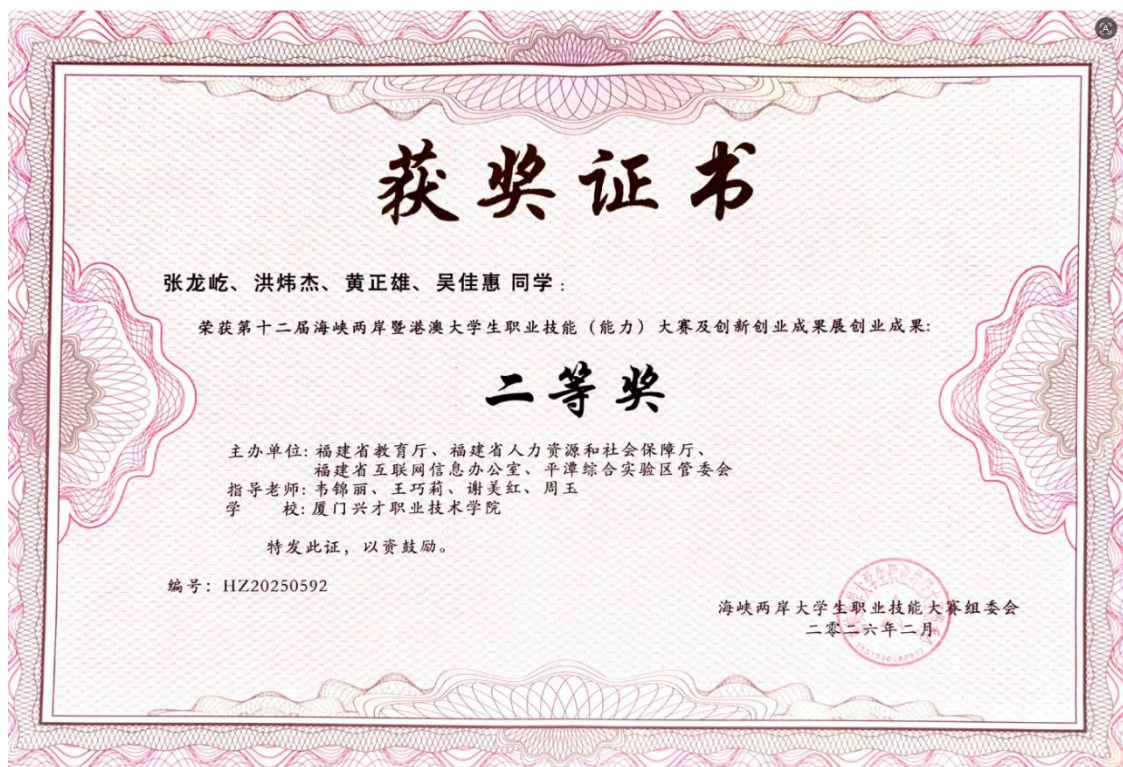 获奖证书
张龙屹、洪炜杰、黄正雄、吴佳惠 同学：
荣获第十二届海峡两岸暨港澳大学生职业技能（能力）大赛及创新创业成果展创业成果：
二等奖
主办单位: 福建省教育厅、福建省人力资源和社会保障厅、
福建省互联网信息办公室、平潭综合实验区管委会
指导老师: 韦锦丽、王巧莉、谢美红、周玉
学　　校: 厦门兴才职业技术学院
特发此证，以资鼓励。
编号：HZ20250592
海峡两岸大学生职业技能大赛组委会
二零二六年二月